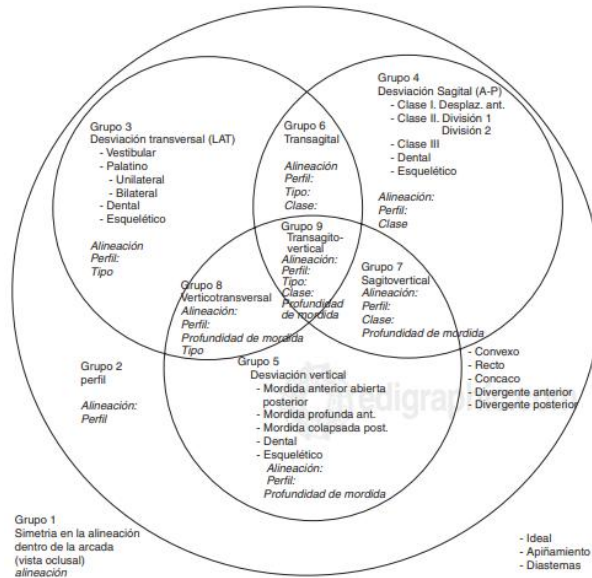 Grupo 4
Desviación Sagital (A-P)
- Clase I. Desplaz. ant.
- Clase II. División 1
División 2
- Clase III
- Dental
- Esquelético
Alineación:
Perfil:
Clase
Grupo 3
Desviación transversal (LAT)
- Vestibular
- Palatino
- Unilateral
- Bilateral
- Dental
- Esquelético
Alineación
Perfil:
Tipo
Grupo 6
Transagital
Alineación
Perfil:
Tipo:
Clase:
Grupo 9
Transagito-
vertical
Alineación:
Perfil:
Tipo:
Clase:
Profundidad
de mordida
Grupo 8
Verticotransversal
Alineación:
Perfil:
Profundidad de mordida
Tipo
Grupo 7
Sagitovertical
Alineación:
Perfil:
Clase:
Profundidad de mordida
Grupo 2
perfil
Alineación:
Perfil
Grupo 5
Desviación vertical
- Mordida anterior abierta
posterior
- Mordida profunda ant.
- Mordida colapsada post.
- Dental
- Esquelético
Alineación:
Perfil:
Profundidad de mordida
- Convexo
- Recto
- Concaco
- Divergente anterior
- Divergente posterior
Grupo 1
Simetria en la alineación
dentro de la arcada
(vista oclusal)
alineación
- Ideal
- Apiñamiento
- Diastemas